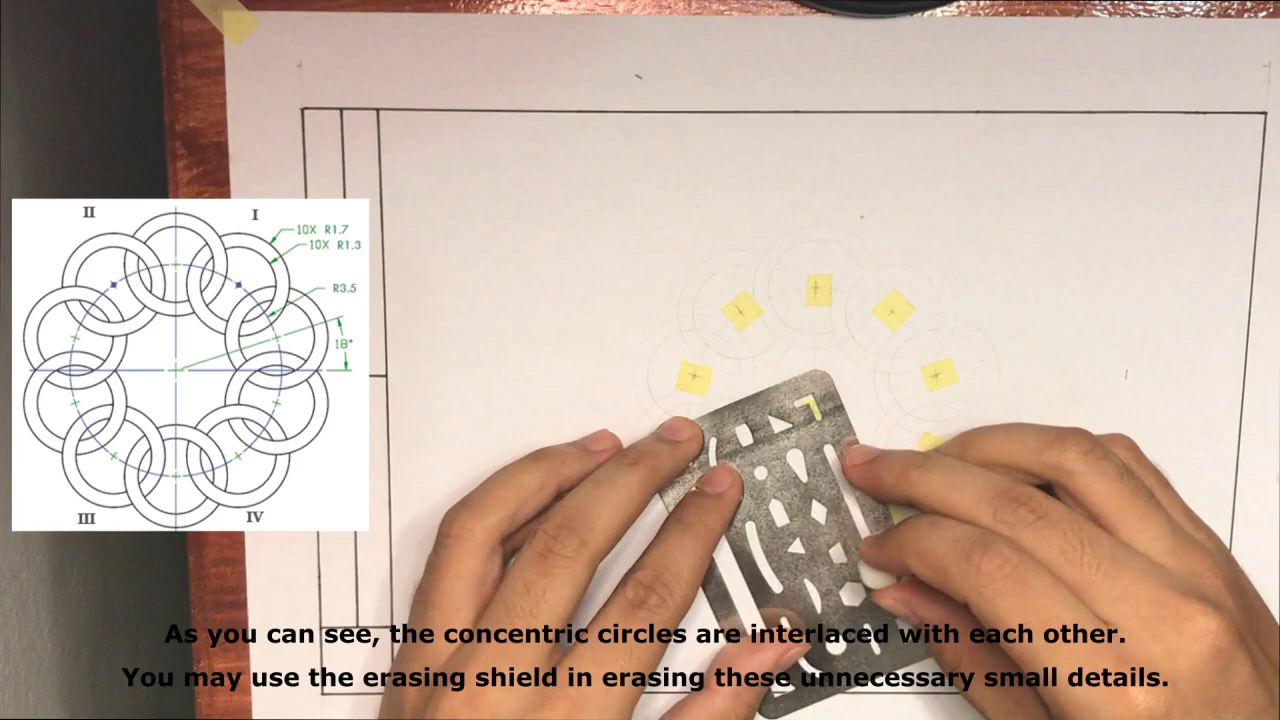 II
I
10X R1.7
10X R1.3
R3.5
18°
III
IV
As you can see, the concentric circles are interlaced with each other.
You may use the erasing shield in erasing these unnecessary small details.